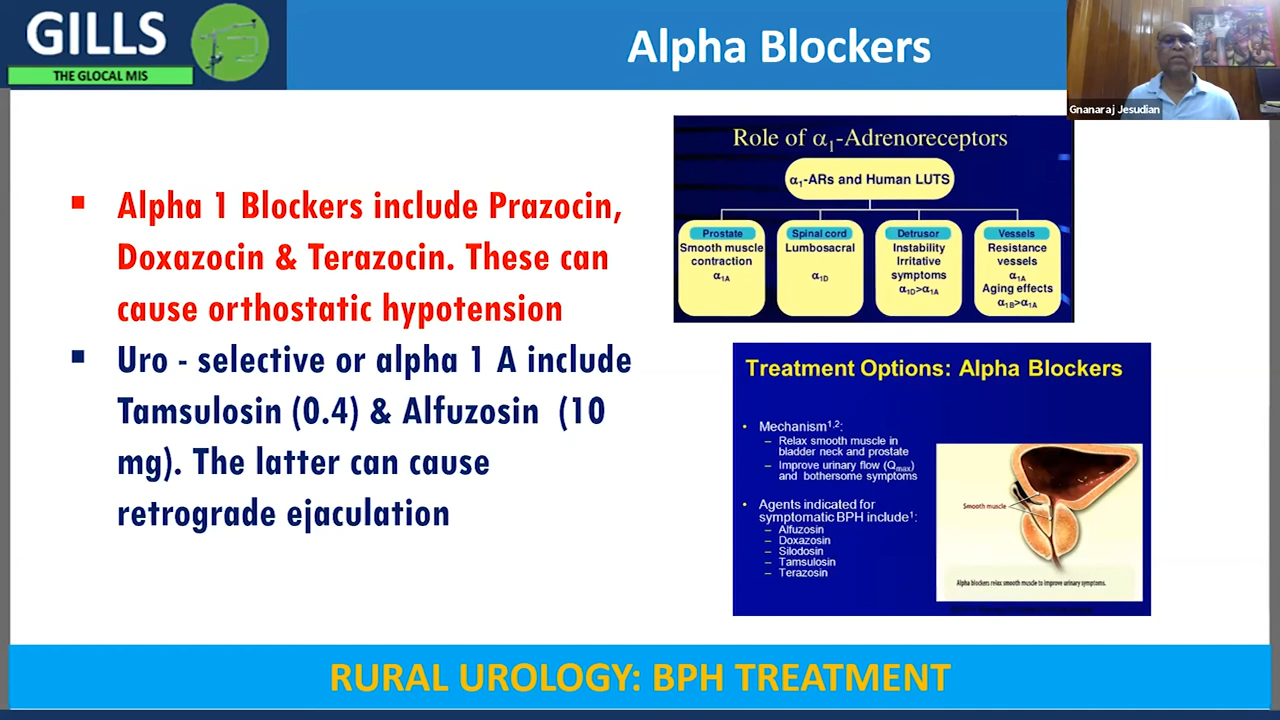 GILLS
THE GLOCAL MIS
Alpha Blockers
Gnanaraj Jesudian
▪ Alpha 1 Blockers include Prazocin,
Doxazocin & Terazocin. These can
cause orthostatic hypotension
▪ Uro - selective or alpha 1 A include
Tamsulosin (0.4) & Alfuzosin (10
mg). The latter can cause
retrograde ejaculation
Role of α1-Adrenoreceptors
α1-ARs and Human LUTS
Prostate
Smooth muscle
contraction
α1A
Spinal cord
Lumbosacral
α1D
Detrusor
Instability
Irritative
symptoms
α1D>α1A
Vessels
Resistance
vessels
α1A
Aging effects
α1B>α1A
Treatment Options: Alpha Blockers
• Mechanism1,2:
– Relax smooth muscle in
bladder neck and prostate
– Improve urinary flow (Qmax)
and bothersome symptoms
• Agents indicated for
symptomatic BPH include1:
– Alfuzosin
– Doxazosin
– Silodosin
– Tamsulosin
– Terazosin
Smooth muscle
Alpha blockers relax smooth muscle to improve urinary symptoms.
RURAL UROLOGY: BPH TREATMENT